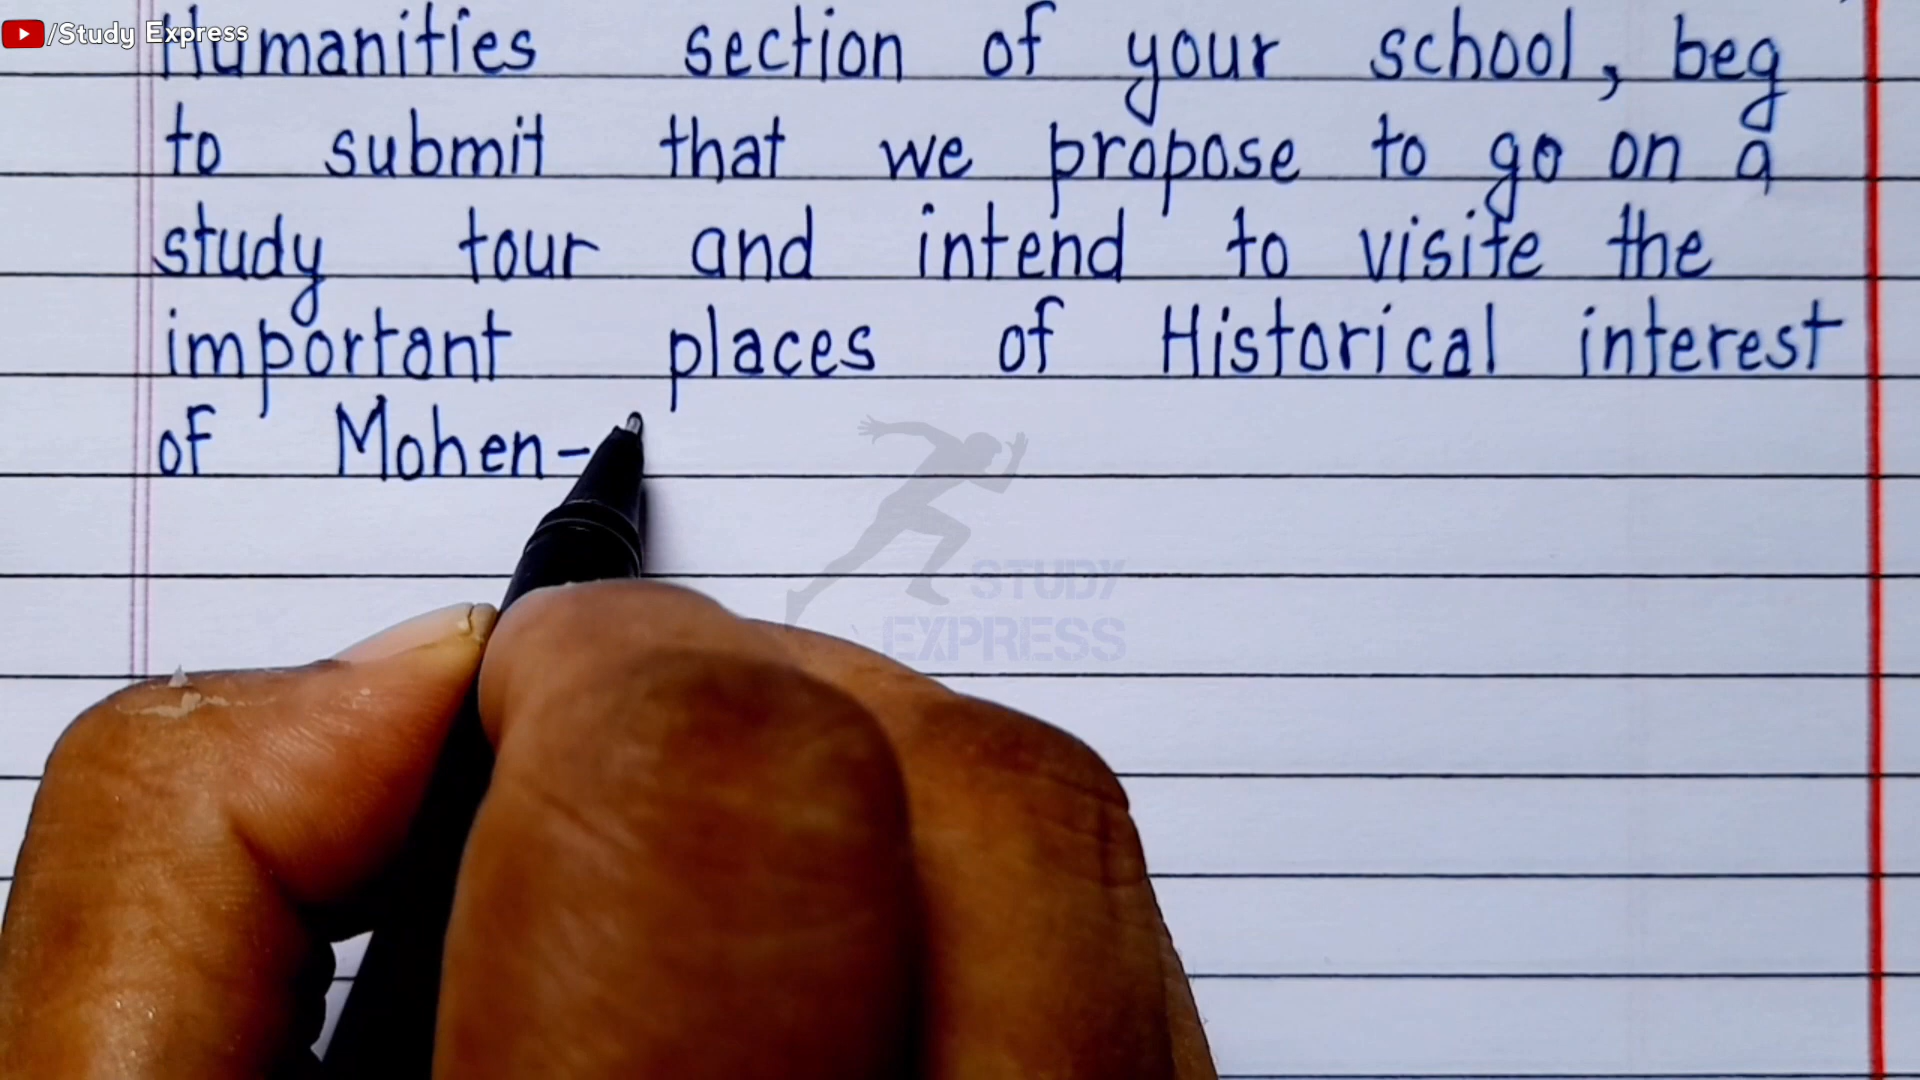 /Study Express
Humanities section of your school, beg
to submit that we propose to go on a
study tour and intend to visite the
important places of Historical interest
of Mohen-
STUDY
EXPRESS